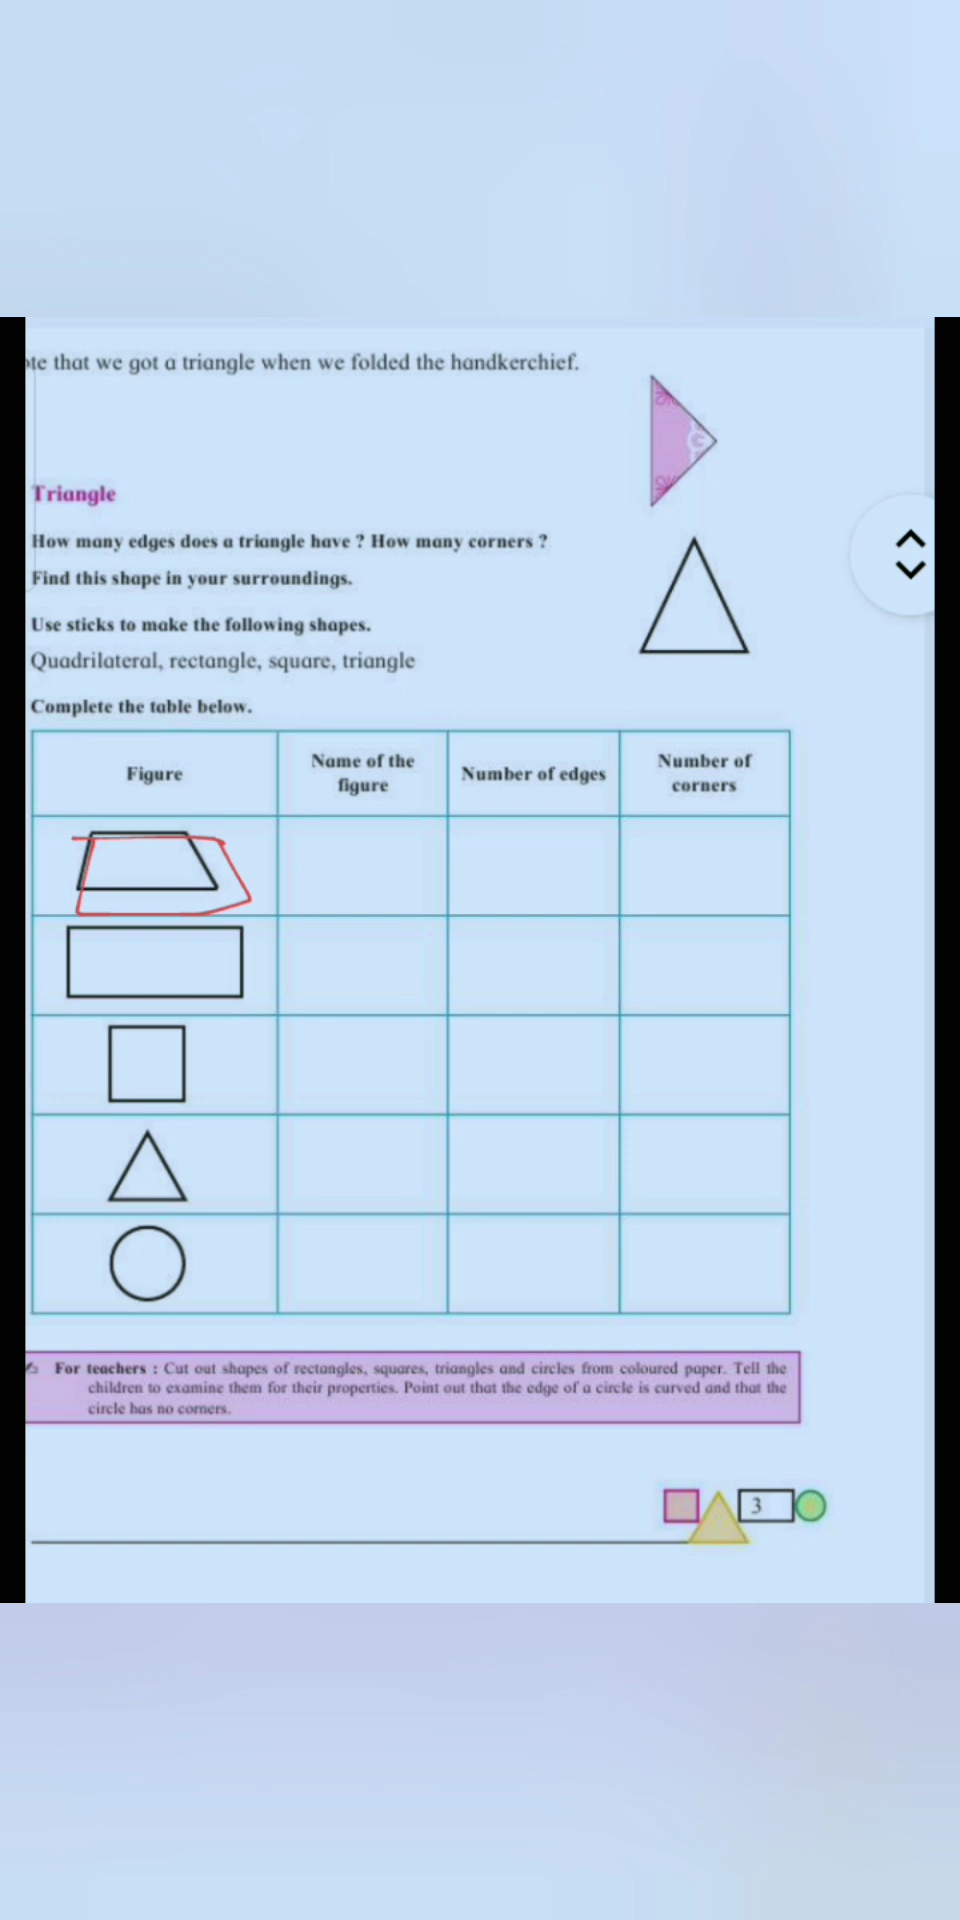 te that we got a triangle when we folded the handkerchief.
Triangle
How many edges does a triangle have ? How many corners ?
Find this shape in your surroundings.
Use sticks to make the following shapes.
Quadrilateral, rectangle, square, triangle
Complete the table below.
Figure
Name of the
figure
Number of edges
Number of
corners
For teachers : Cut out shapes of rectangles, squares, triangles and circles from coloured paper. Tell the
children to examine them for their properties. Point out that the edge of a circle is curved and that the
circle has no corners.
3